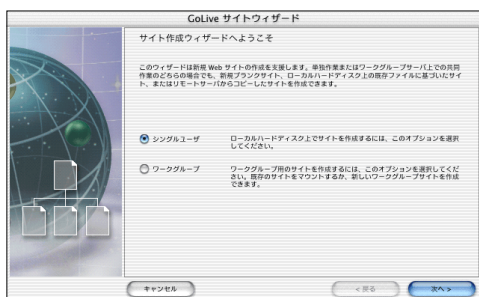 GoLive サイトウィザード
サイト作成ウィザードへようこそ
このウィザードは新規 Web サイトの作成を支援します。単独作業またはワークグループサーバ上での共同
作業のどちらの場合でも、新規ブランクサイト、ローカルハードディスク上の既存ファイルに基づいたサイ
ト、またはリモートサーバからコピーしたサイトを作成できます。
シングルユーザ
ローカルハードディスク上でサイトを作成するには、このオプションを選択
してください。
ワークグループ
ワークグループ用のサイトを作成するには、このオプションを選択してくだ
さい。既存のサイトをマウントするか、新しいワークグループサイトを作成
できます。
キャンセル
< 戻る
次へ >